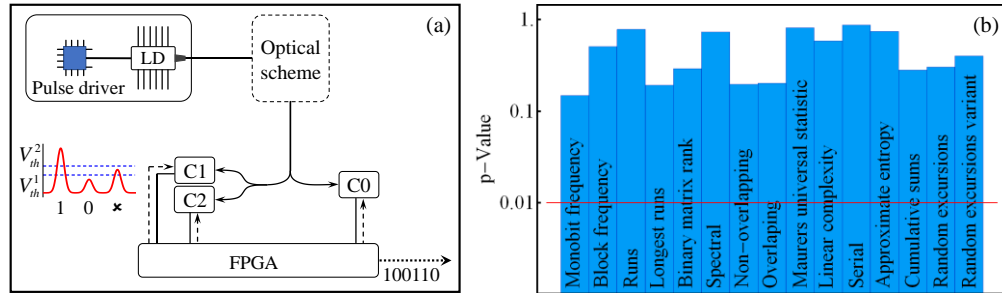 (a)
LD
Pulse driver
Optical
scheme
V_th^2
V_th^1
1 0 ×
C1
C2
C0
FPGA
100110
(b)
p-Value
1.0
0.1
0.01
Monobit frequency
Block frequency
Runs
Longest runs
Binary matrix rank
Spectral
Non-overlapping
Overlaping
Maurers universal statistic
Linear complexity
Serial
Approximate entropy
Cumulative sums
Random excursions
Random excursions variant